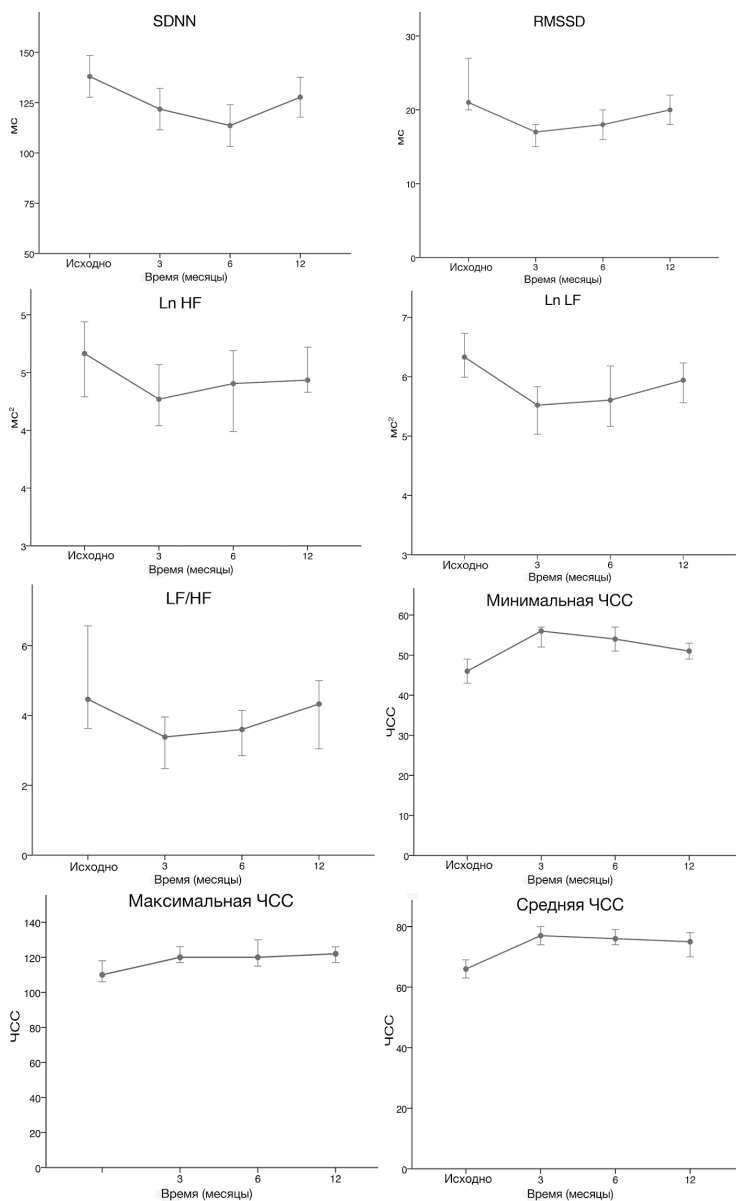 SDNN
150
125
100
75
50
мс
Исходно 3 6 12
Время (месяцы)
RMSSD
30
20
10
0
мс
Исходно 3 6 12
Время (месяцы)
Ln HF
5
5
4
4
3
мс²
Исходно 3 6 12
Время (месяцы)
Ln LF
7
6
5
4
3
мс²
Исходно 3 6 12
Время (месяцы)
LF/HF
6
4
2
0
Исходно 3 6 12
Время (месяцы)
Минимальная ЧСС
60
50
40
30
20
10
0
ЧСС
Исходно 3 6 12
Время (месяцы)
Максимальная ЧСС
140
120
100
80
60
40
20
0
ЧСС
3 6 12
Время (месяцы)
Средняя ЧСС
80
60
40
20
0
ЧСС
Исходно 3 6 12
Время (месяцы)